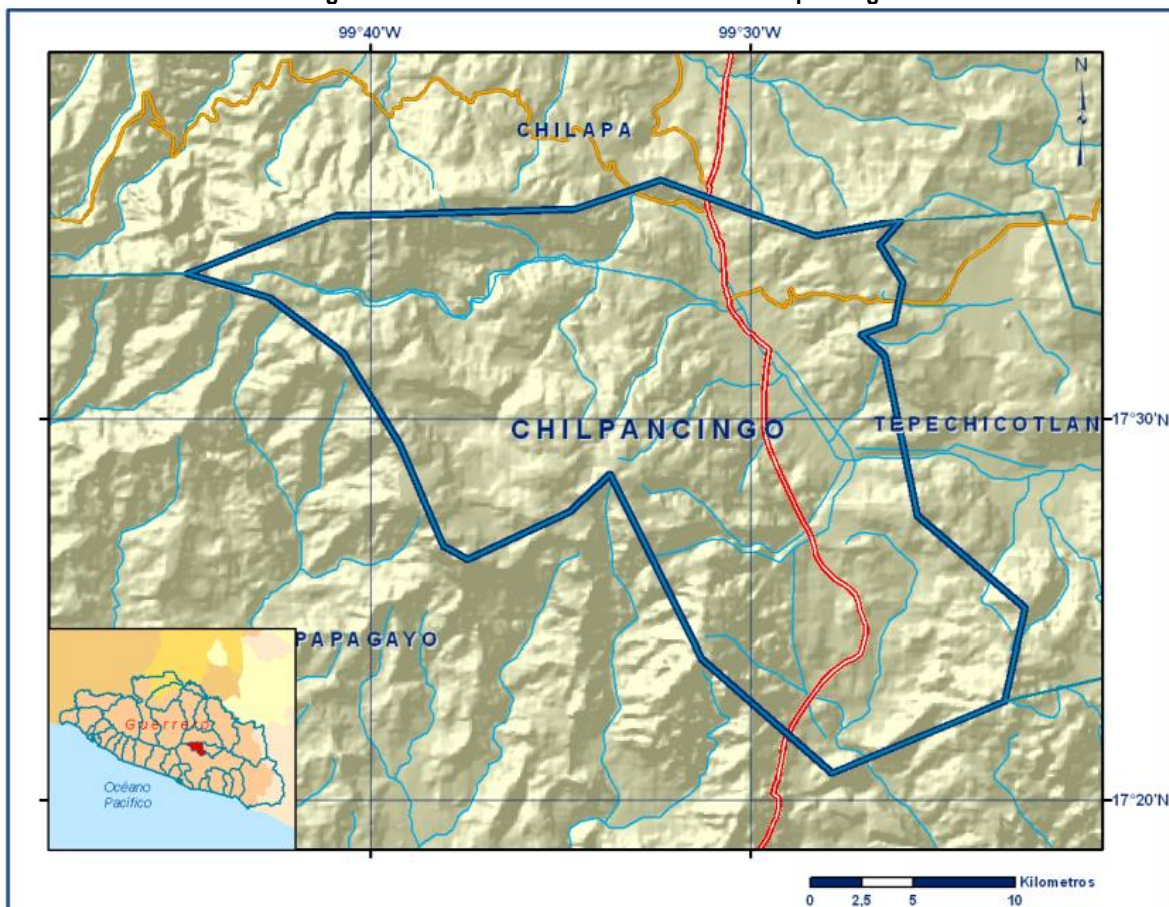 99°40'W
99°30'W
N
CHILAPA
17°30'N
CHILPANCINGO
TEPECHICOTLAN
PAPAGAYO
Guerrero
Océano
Pacífico
17°20'N
Kilometros
0 2,5 5 10